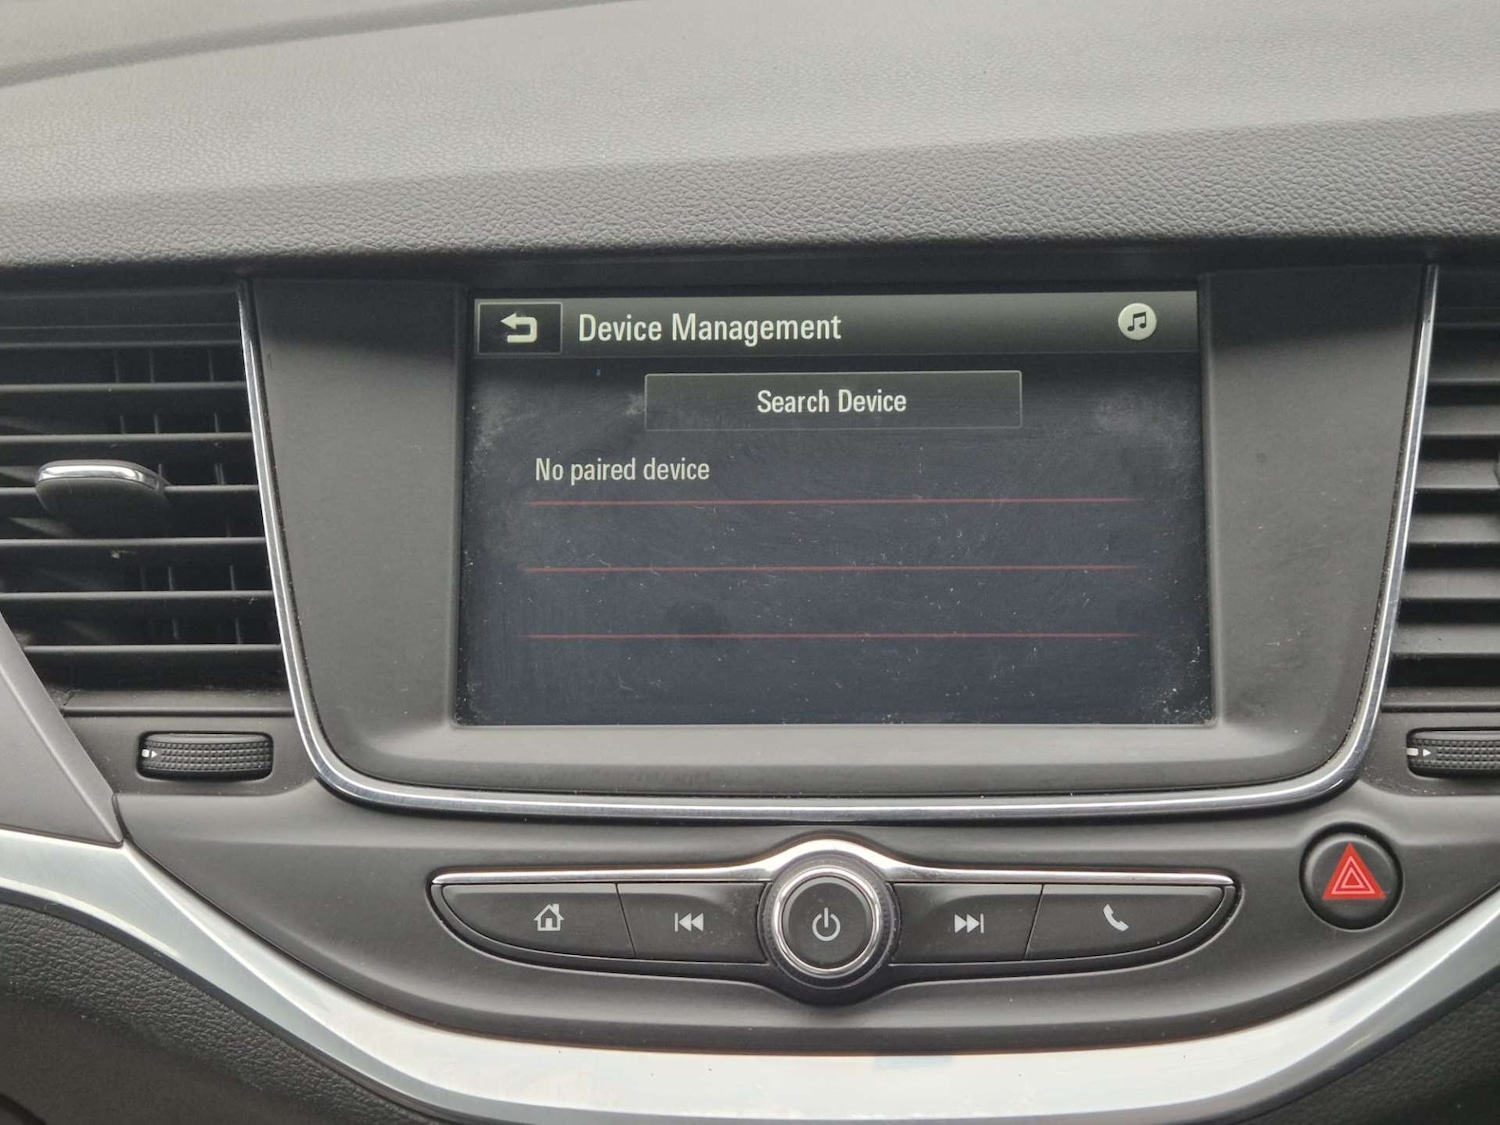 Device Management
Search Device
No paired device